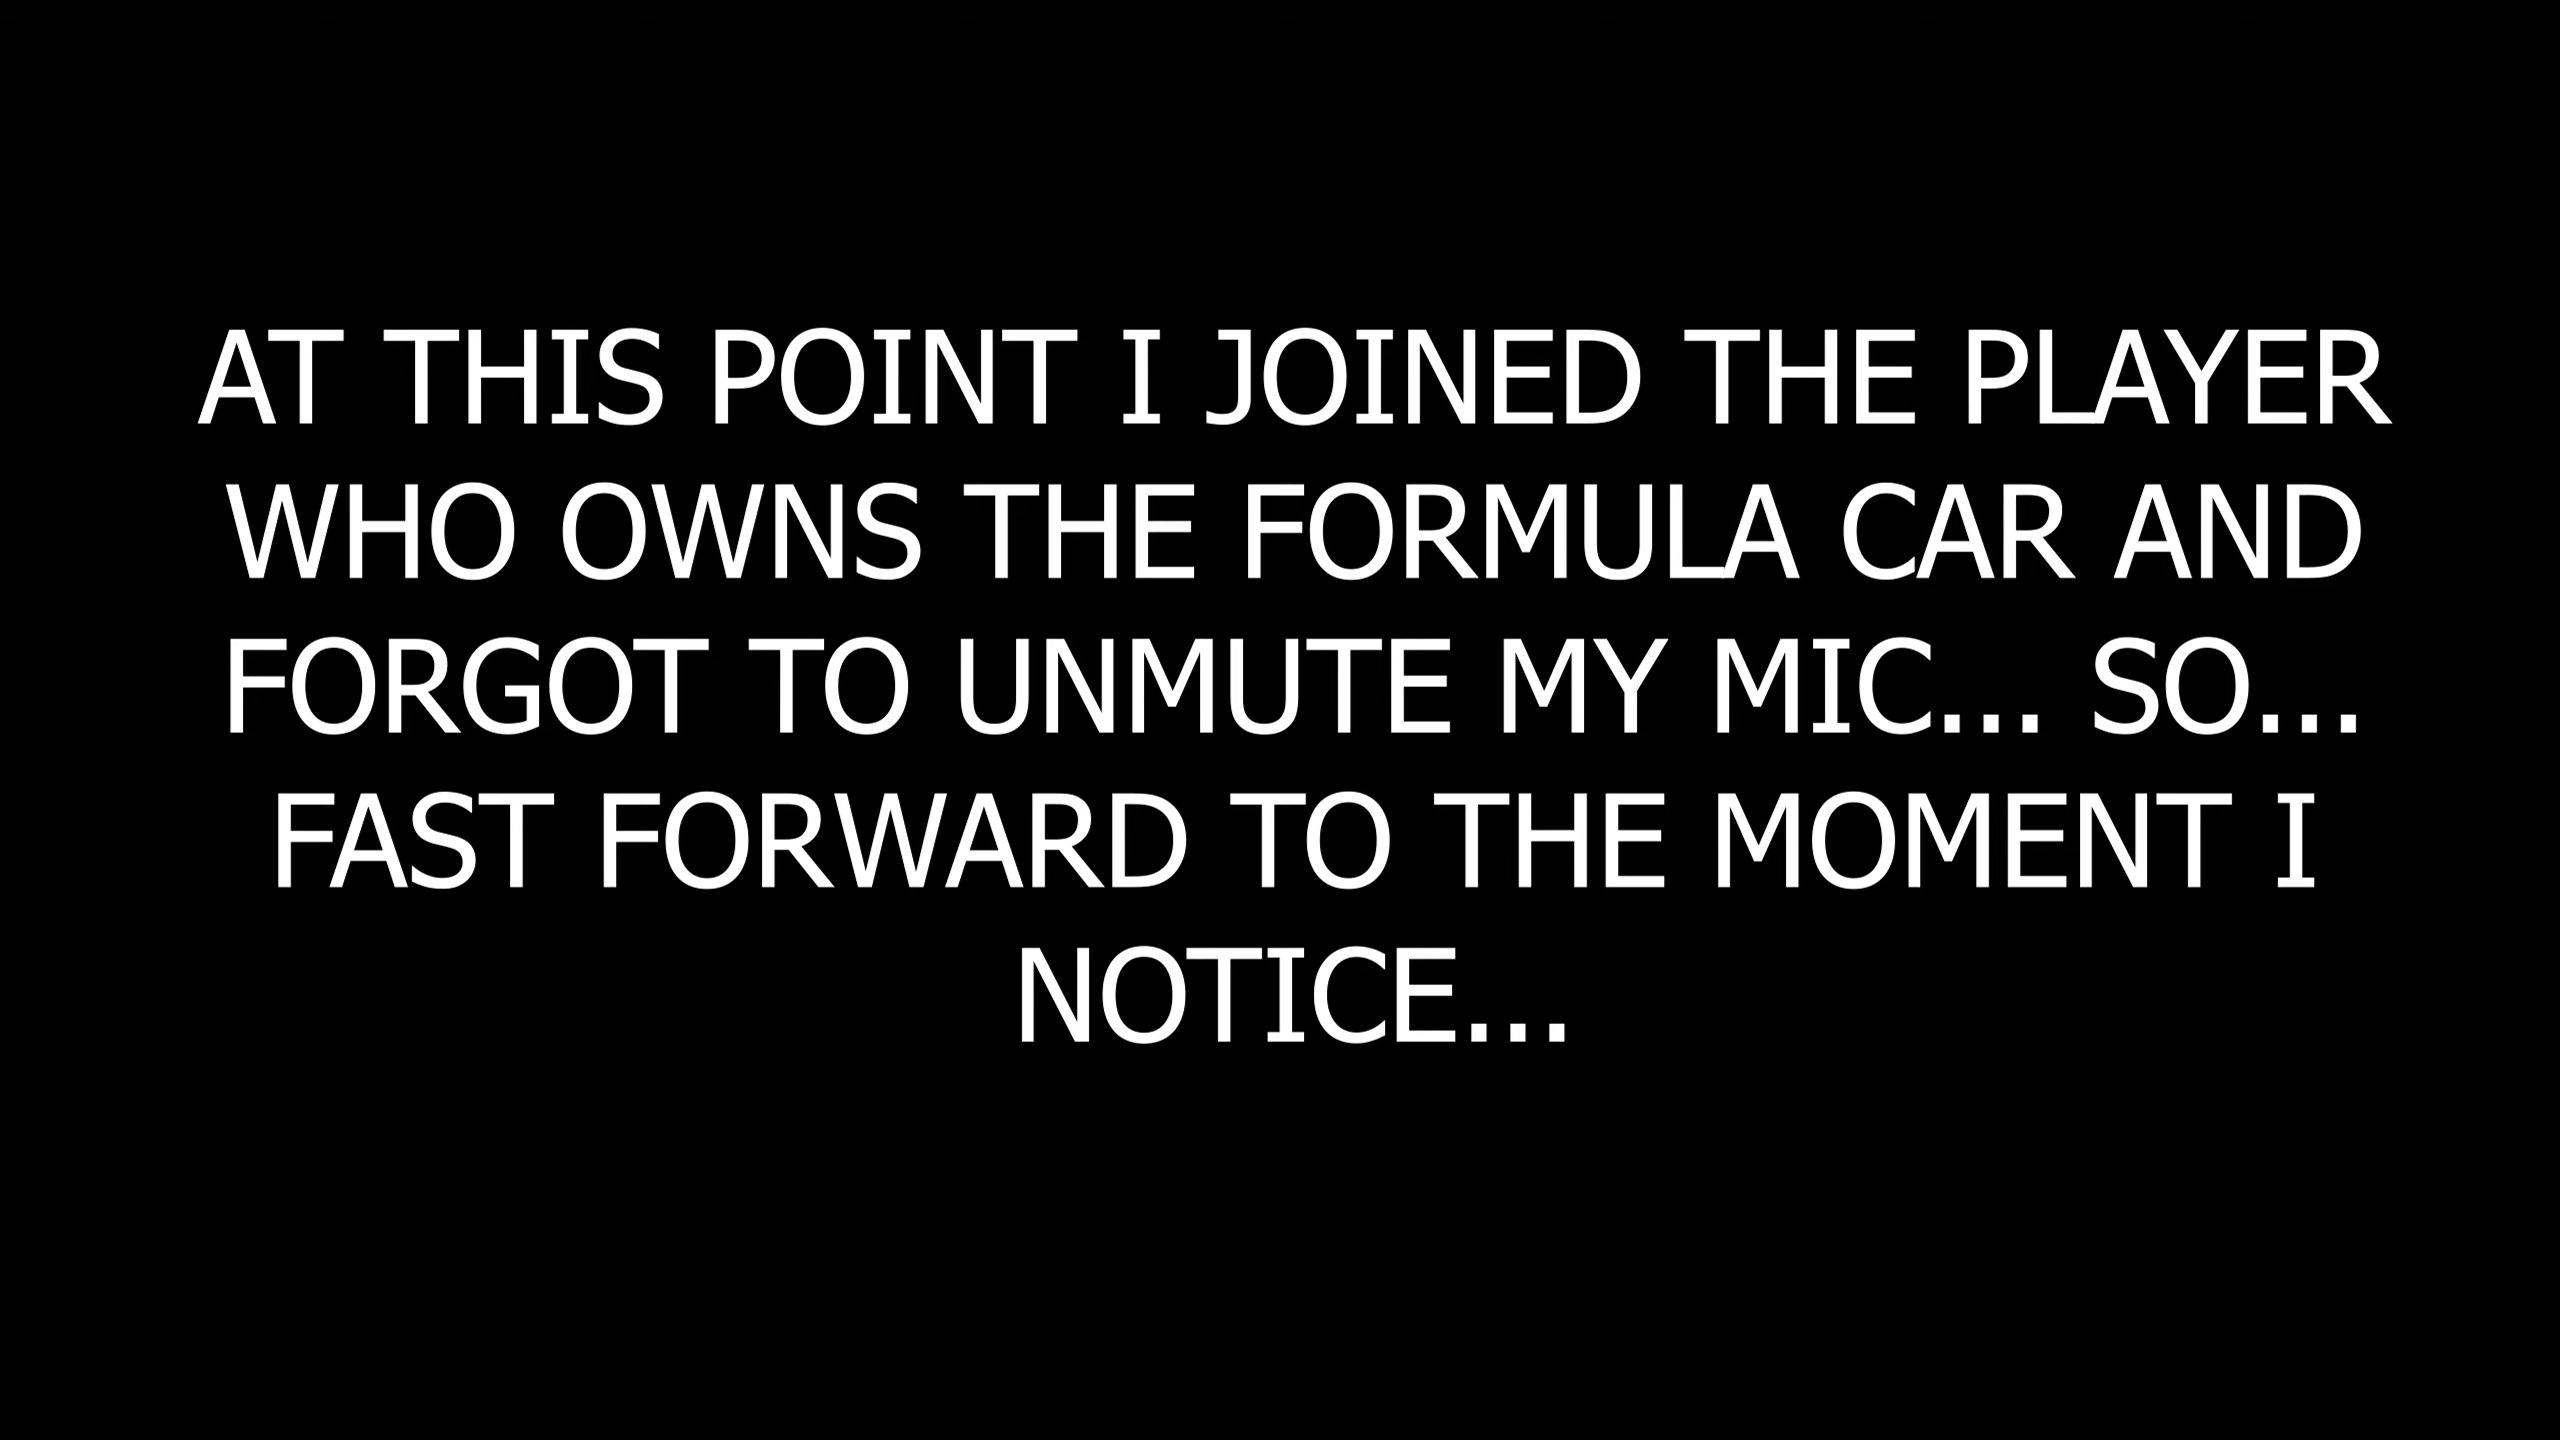 AT THIS POINT I JOINED THE PLAYER
WHO OWNS THE FORMULA CAR AND
FORGOT TO UNMUTE MY MIC... SO...
FAST FORWARD TO THE MOMENT I
NOTICE...